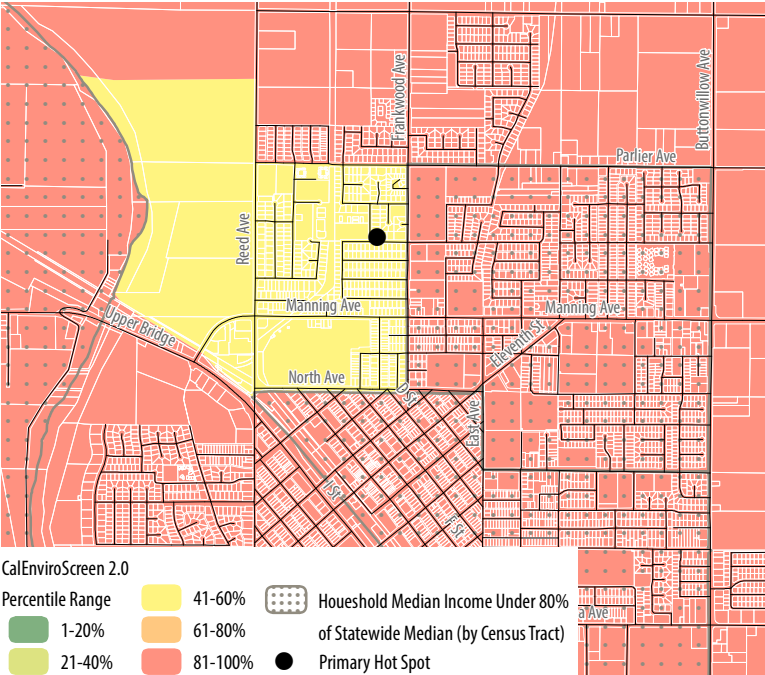 Frankwood Ave
Buttonwillow Ave
Parlier Ave
Reed Ave
Manning Ave
Manning Ave
Upper Bridge
Eleventh St
North Ave
D St
East Ave
I St
F St
a Ave
CalEnviroScreen 2.0
Percentile Range
1-20%
21-40%
41-60%
61-80%
81-100%
Houeshold Median Income Under 80%
of Statewide Median (by Census Tract)
Primary Hot Spot